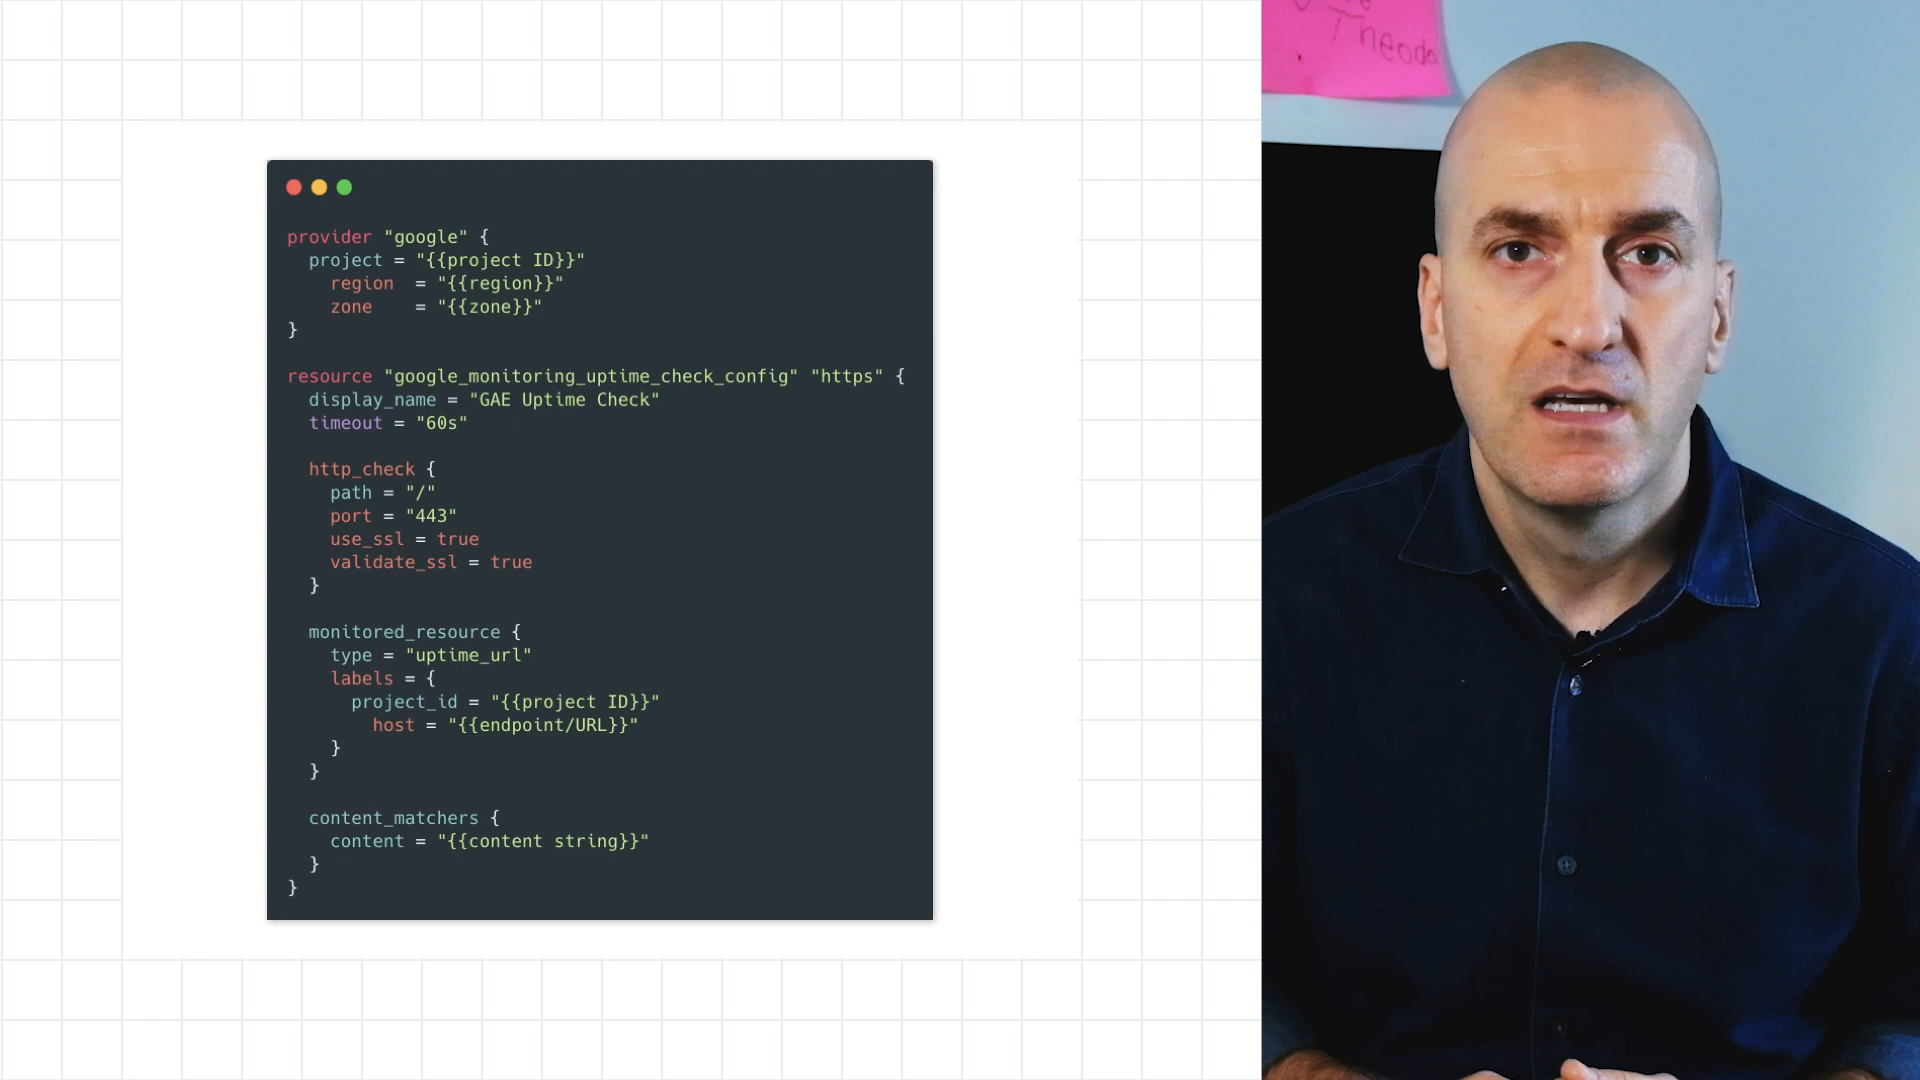 provider "google" {
  project = "{{project ID}}"
    region  = "{{region}}"
    zone    = "{{zone}}"
}

resource "google_monitoring_uptime_check_config" "https" {
  display_name = "GAE Uptime Check"
  timeout = "60s"

  http_check {
    path = "/"
    port = "443"
    use_ssl = true
    validate_ssl = true
  }

  monitored_resource {
    type = "uptime_url"
    labels = {
      project_id = "{{project ID}}"
        host = "{{endpoint/URL}}"
    }
  }

  content_matchers {
    content = "{{content string}}"
  }
}